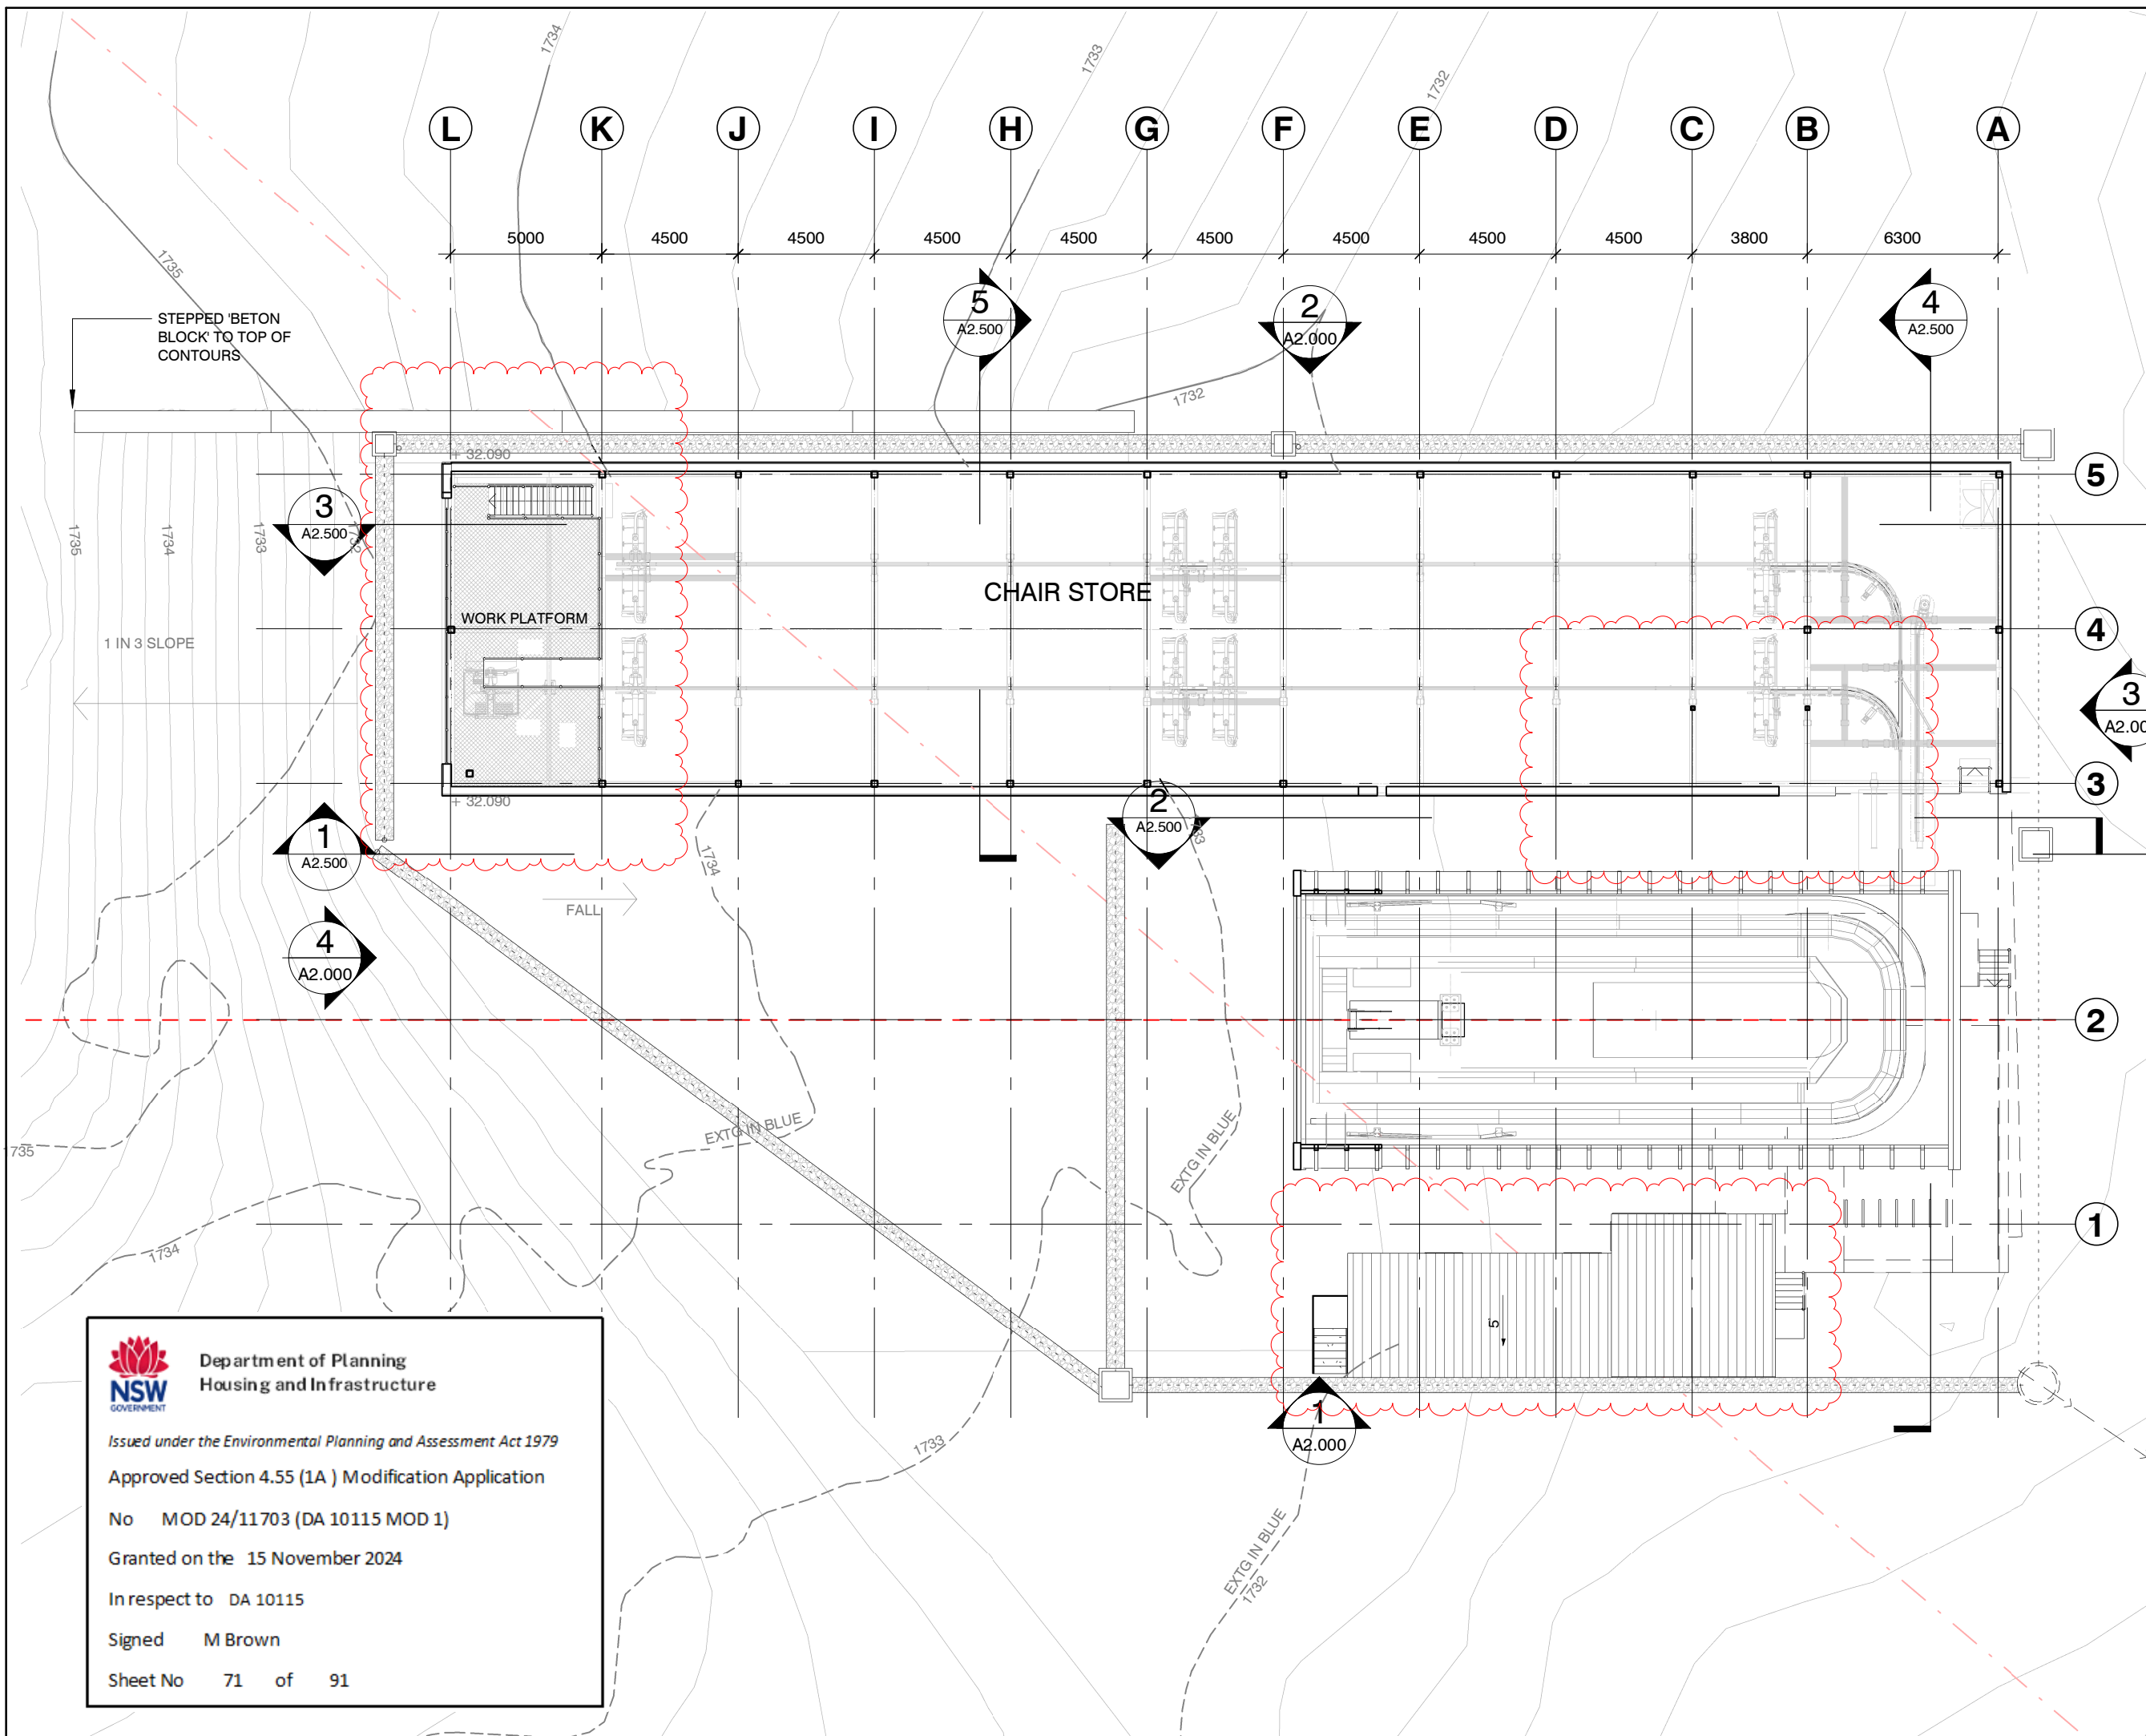 1734
1733
1732
L
K
J
I
H
G
F
E
D
C
B
A
5000
4500
4500
4500
4500
4500
4500
4500
4500
3800
6300
1735
STEPPED 'BETON
BLOCK' TO TOP OF
CONTOURS
5
A2.500
2
A2.000
4
A2.500
1732
+ 32.090
5
3
A2.500
1735
1734
1733
1732
CHAIR STORE
WORK PLATFORM
4
1 IN 3 SLOPE
3
A2.00
3
+ 32.090
2
A2.500
1733
1
A2.500
1734
FALL
4
A2.000
2
EXTG IN BLUE
EXTG IN BLUE
1735
1
1734
5
1
A2.000
1733
EXTG IN BLUE
1732
NSW
GOVERNMENT
Department of Planning
Housing and Infrastructure
Issued under the Environmental Planning and Assessment Act 1979
Approved Section 4.55 (1A ) Modification Application
No MOD 24/11703 (DA 10115 MOD 1)
Granted on the 15 November 2024
In respect to DA 10115
Signed M Brown
Sheet No 71 of 91